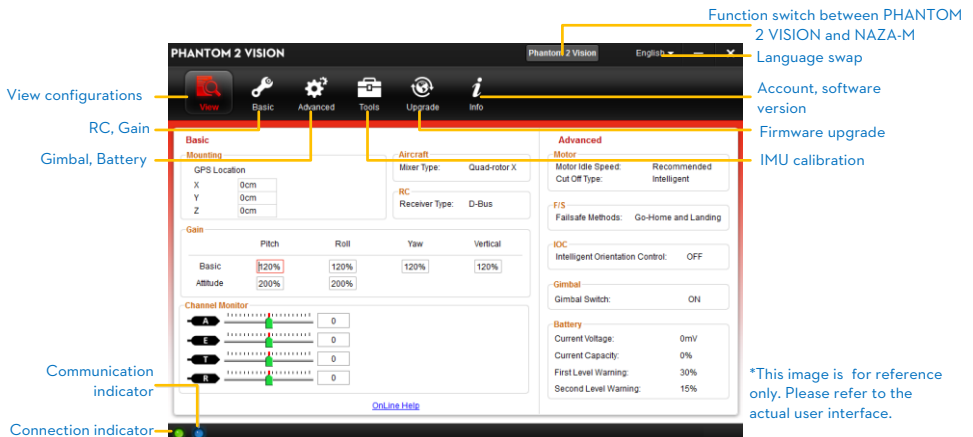 Function switch between PHANTOM
2 VISION and NAZA-M
PHANTOM 2 VISION
Phantom 2 Vision
English
Language swap
View configurations
RC, Gain
Gimbal, Battery
View
Basic
Advanced
Tools
Upgrade
Info
Account, software
version
Firmware upgrade
IMU calibration
Basic
Mounting
GPS Location
X 0cm
Y 0cm
Z 0cm
Aircraft
Mixer Type: Quad-rotor X
RC
Receiver Type: D-Bus
Gain
Pitch Roll Yaw Vertical
Basic 120% 120% 120% 120%
Attitude 200% 200%
Channel Monitor
A 0
E 0
T 0
R 0
Advanced
Motor
Motor Idle Speed: Recommended
Cut Off Type: Intelligent
F/S
Failsafe Methods: Go-Home and Landing
IOC
Intelligent Orientation Control: OFF
Gimbal
Gimbal Switch: ON
Battery
Current Voltage: 0mV
Current Capacity: 0%
First Level Warning: 30%
Second Level Warning: 15%
OnLine Help
Communication
indicator
Connection indicator
*This image is for reference
only. Please refer to the
actual user interface.